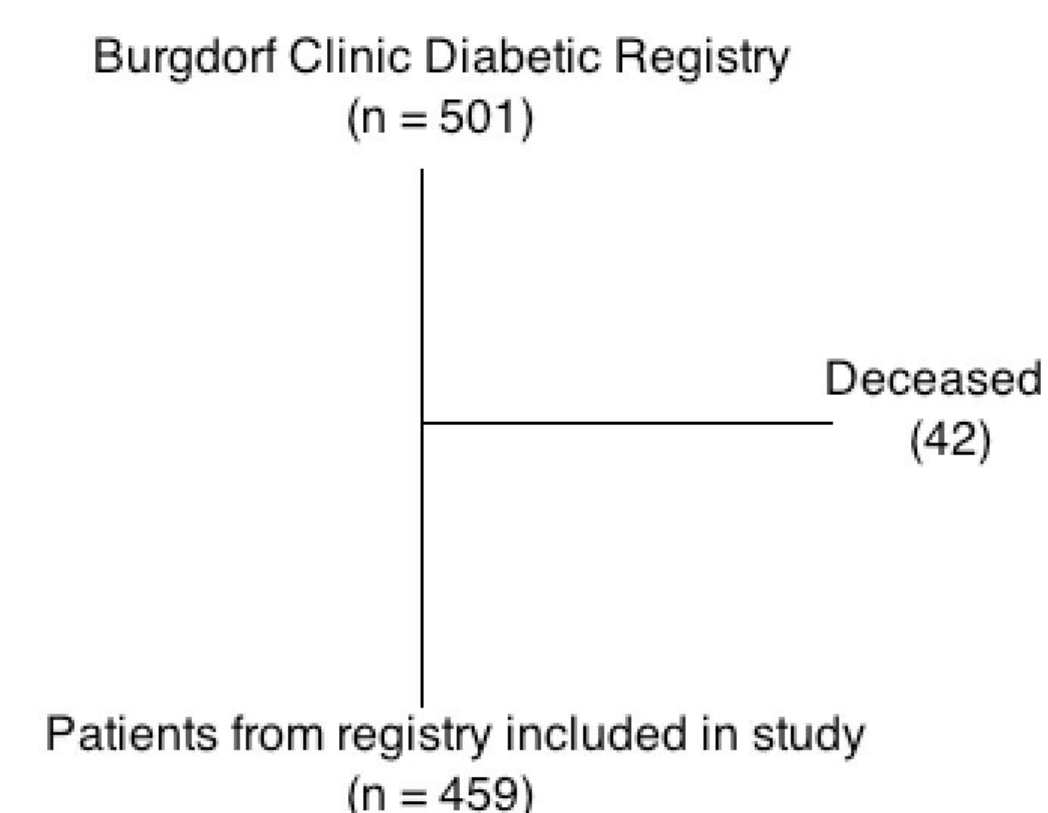 Burgdorf Clinic Diabetic Registry
(n = 501)
Deceased
(42)
Patients from registry included in study
(n = 459)